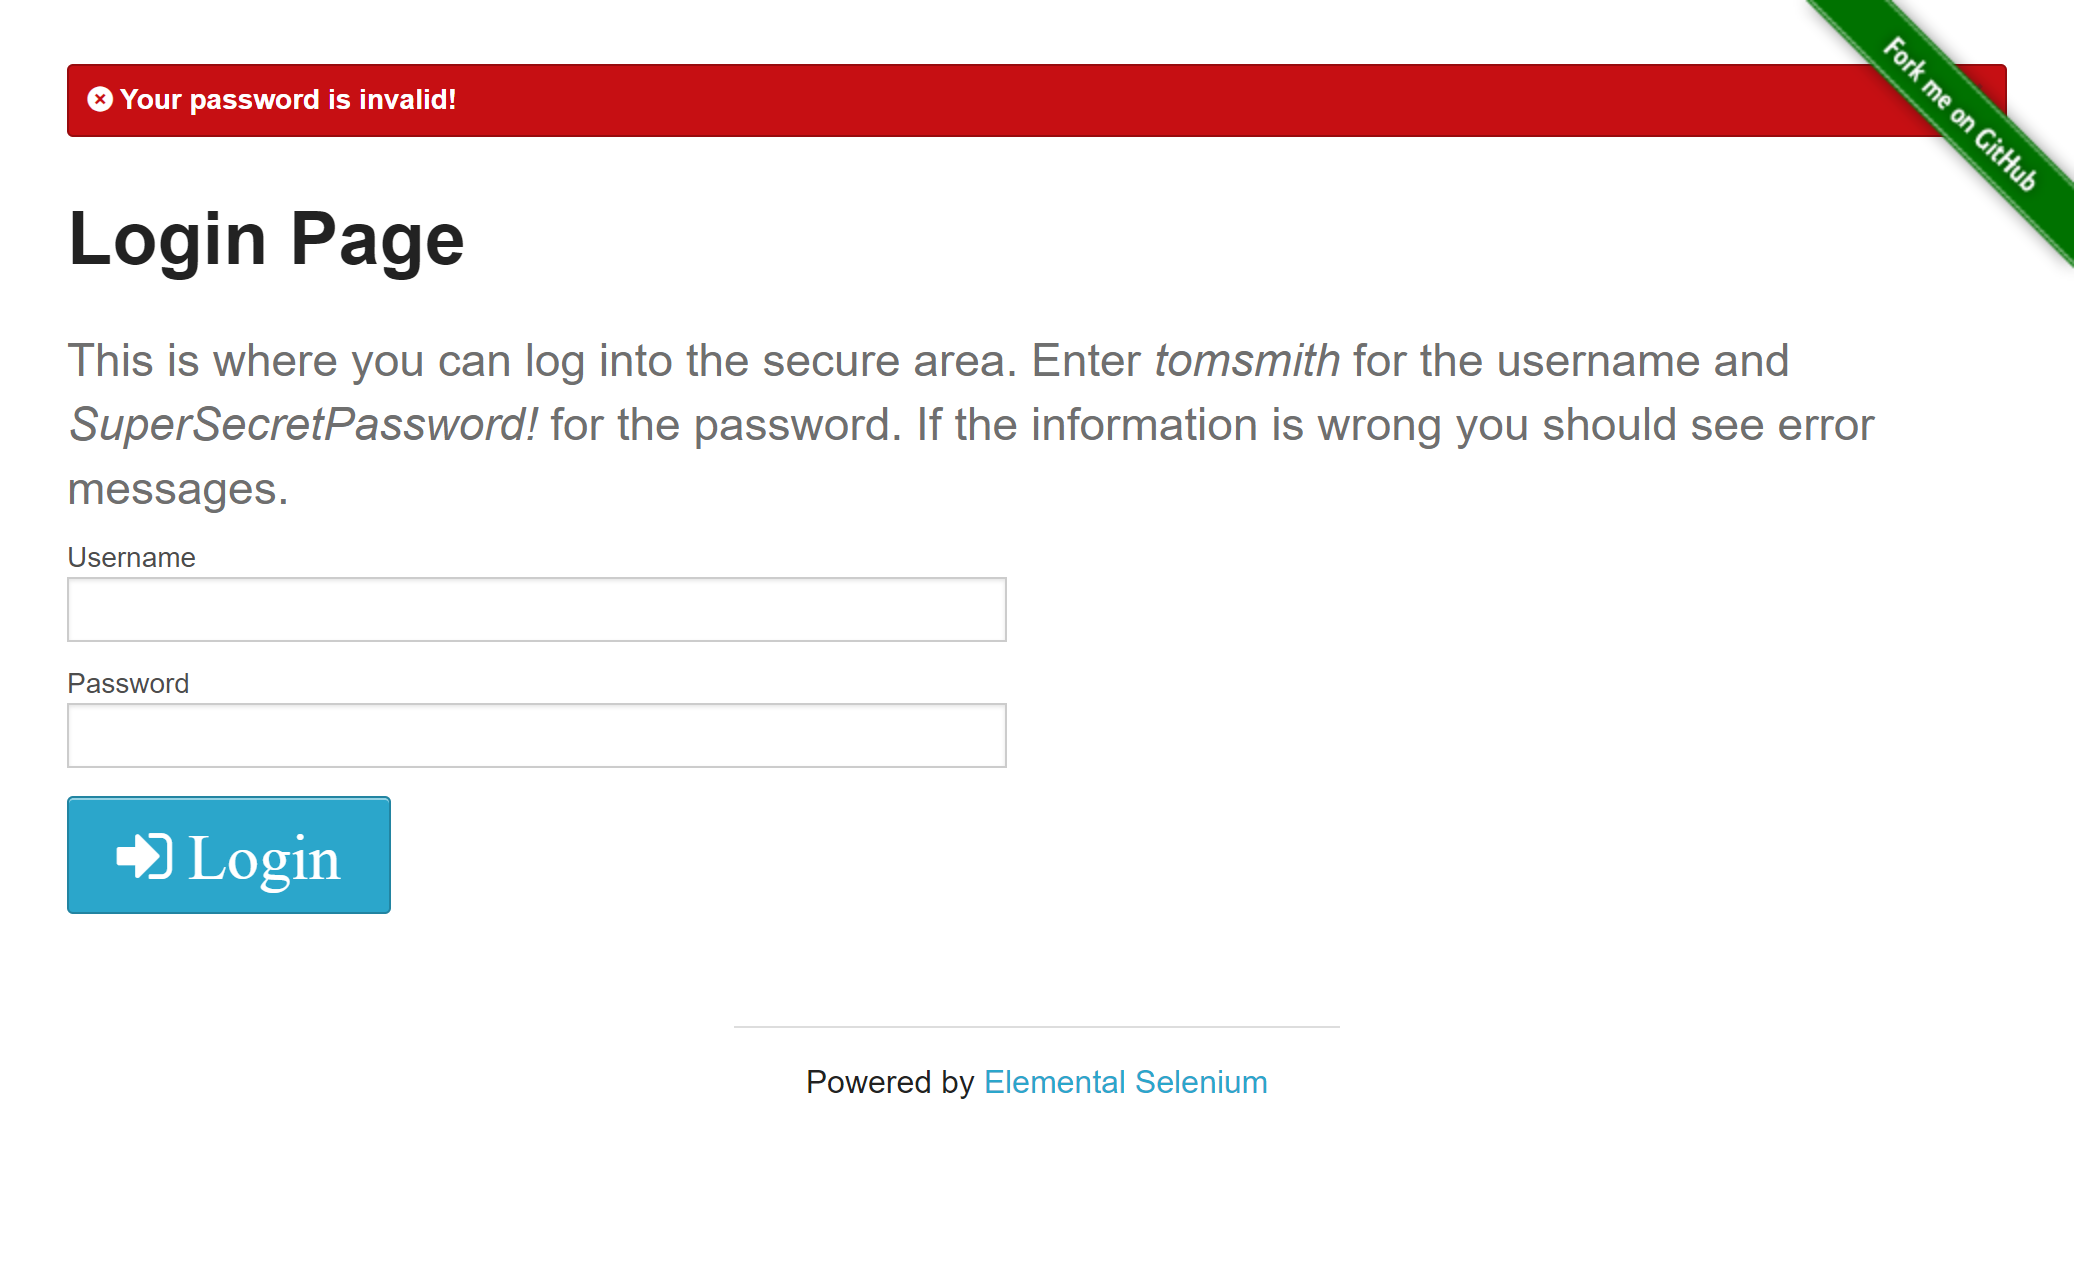 Your password is invalid!
Fork me on GitHub
Login Page
This is where you can log into the secure area. Enter tomsmith for the username and
SuperSecretPassword! for the password. If the information is wrong you should see error
messages.
Username
Password
Login
Powered by Elemental Selenium